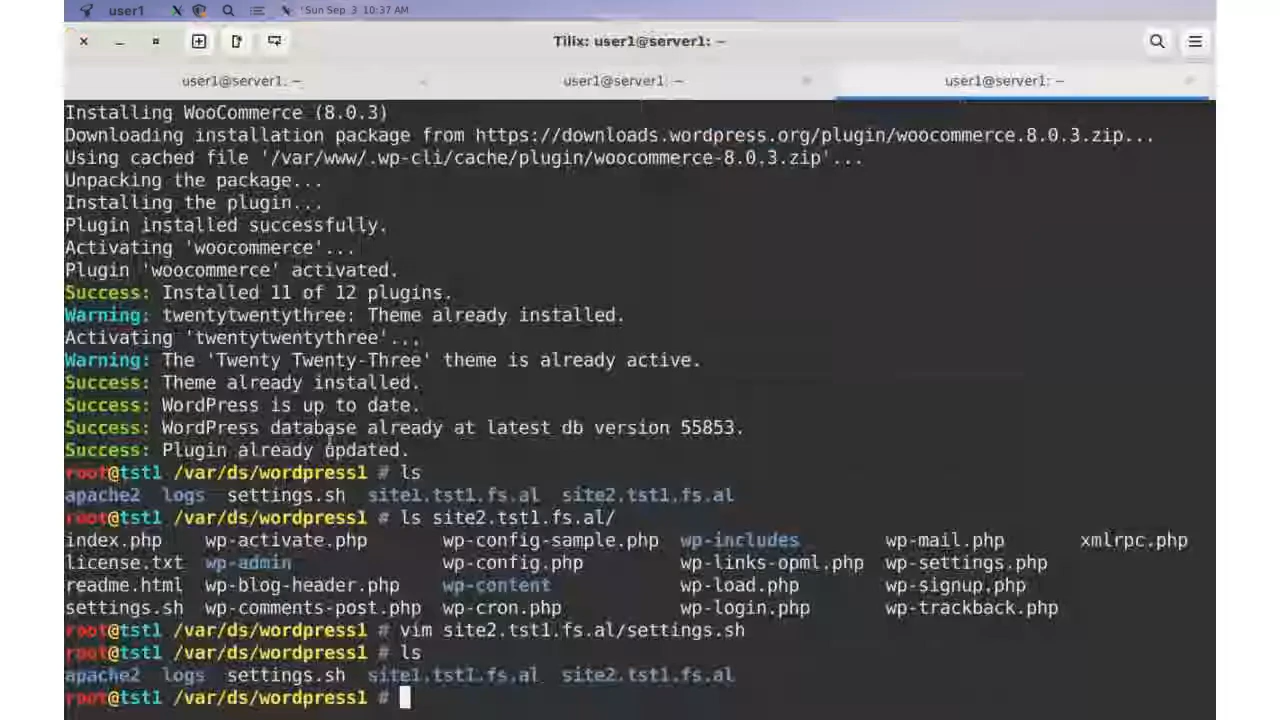 user1 Sun Sep 3 10:37 AM
Tilix: user1@server1: ~
user1@server1: ~ user1@server1: ~ user1@server1: ~
Installing WooCommerce (8.0.3)
Downloading installation package from https://downloads.wordpress.org/plugin/woocommerce.8.0.3.zip...
Using cached file '/var/www/.wp-cli/cache/plugin/woocommerce-8.0.3.zip'...
Unpacking the package...
Installing the plugin...
Plugin installed successfully.
Activating 'woocommerce'...
Plugin 'woocommerce' activated.
Success: Installed 11 of 12 plugins.
Warning: twentytwentythree: Theme already installed.
Activating 'twentytwentythree'...
Warning: The 'Twenty Twenty-Three' theme is already active.
Success: Theme already installed.
Success: WordPress is up to date.
Success: WordPress database already at latest db version 55853.
Success: Plugin already updated.
root@tst1 /var/ds/wordpress1 # ls
apache2 logs settings.sh site1.tst1.fs.al site2.tst1.fs.al
root@tst1 /var/ds/wordpress1 # ls site2.tst1.fs.al/
index.php wp-activate.php wp-config-sample.php wp-includes wp-mail.php xmlrpc.php
license.txt wp-admin wp-config.php wp-links-opml.php wp-settings.php
readme.html wp-blog-header.php wp-content wp-load.php wp-signup.php
settings.sh wp-comments-post.php wp-cron.php wp-login.php wp-trackback.php
root@tst1 /var/ds/wordpress1 # vim site2.tst1.fs.al/settings.sh
root@tst1 /var/ds/wordpress1 # ls
apache2 logs settings.sh site1.tst1.fs.al site2.tst1.fs.al
root@tst1 /var/ds/wordpress1 #